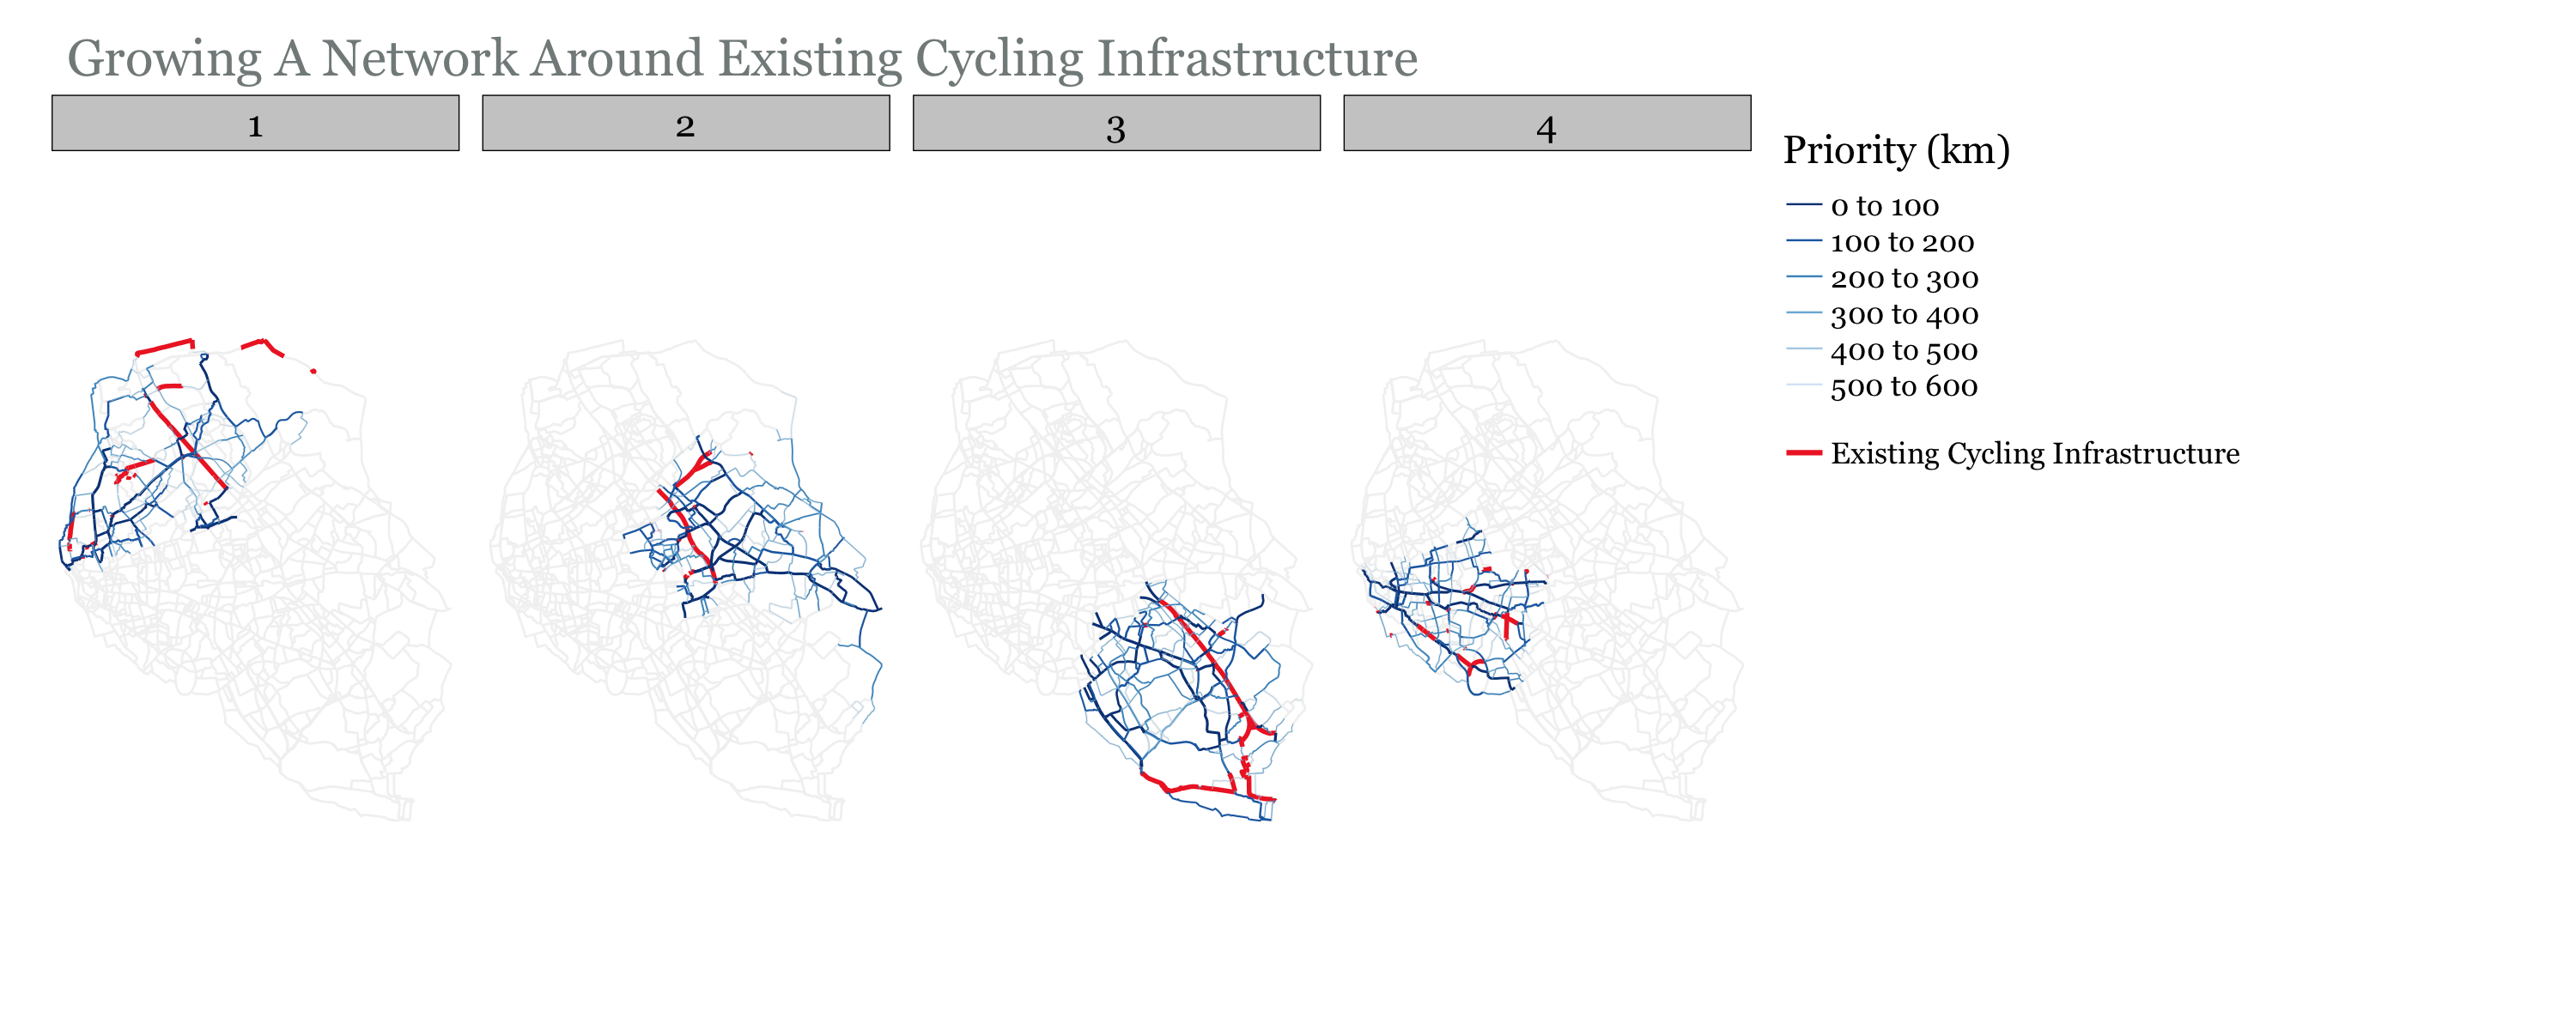 Growing A Network Around Existing Cycling Infrastructure
1
2
3
4
Priority (km)
0 to 100
100 to 200
200 to 300
300 to 400
400 to 500
500 to 600
Existing Cycling Infrastructure